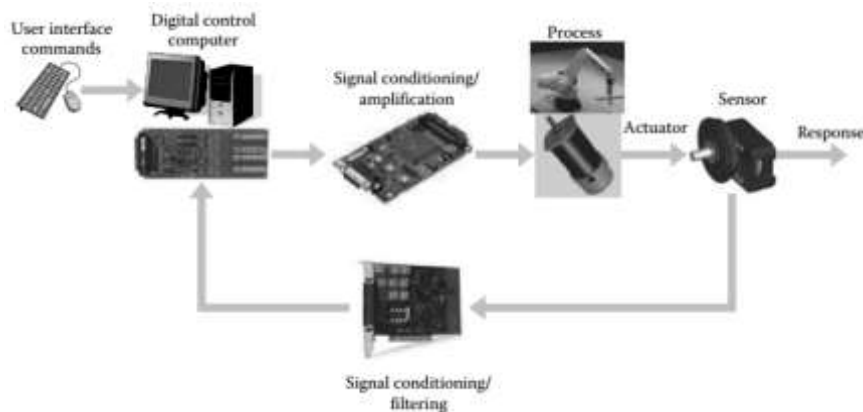 User interface
commands
Digital control
computer
Signal conditioning/
amplification
Process
Actuator
Sensor
Response
Signal conditioning/
filtering